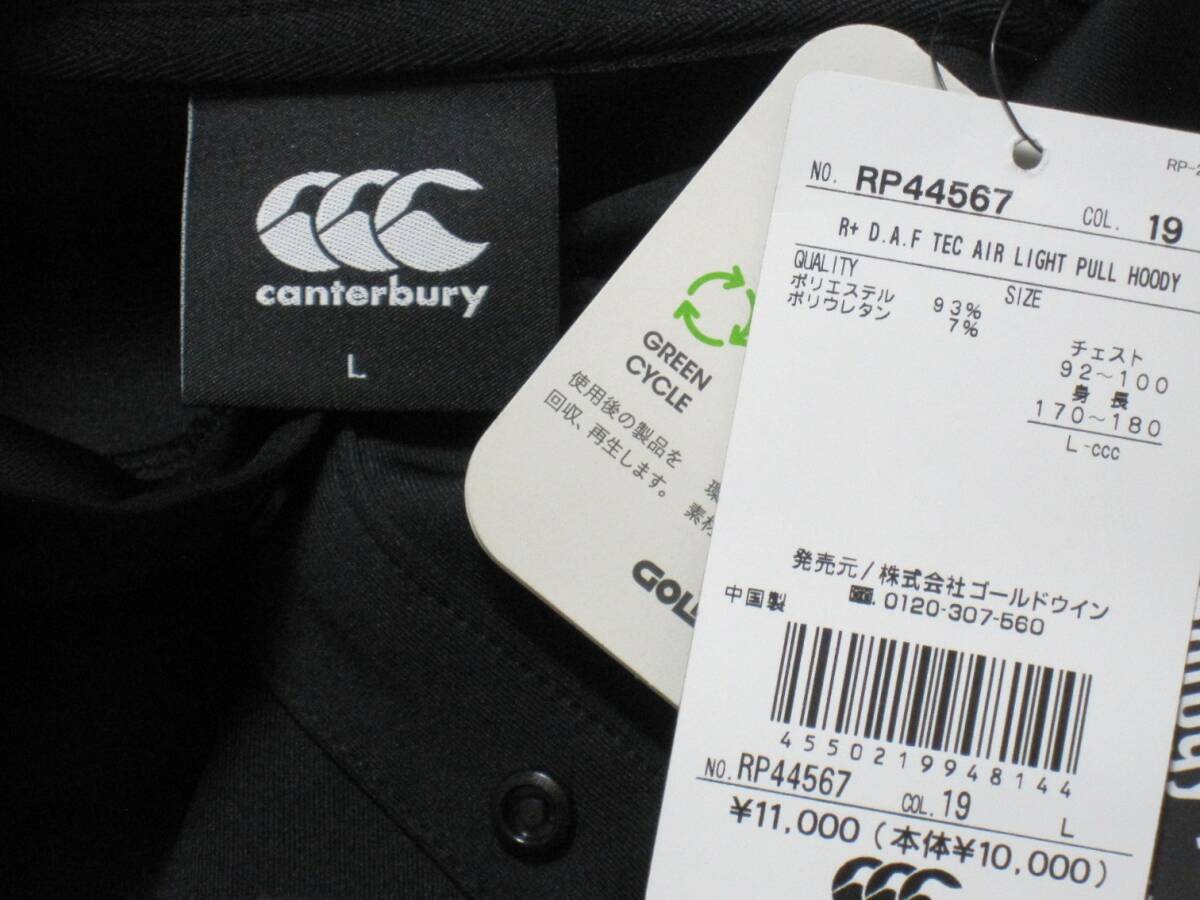 canterbury
L
GREEN
CYCLE
使用後の製品を
回収、再生します。
素材
NO. RP44567 COL. 19
R+ D.A.F TEC AIR LIGHT PULL HOODY
QUALITY SIZE
ポリエステル 93%
ポリウレタン 7%
チェスト
92~100
身長
170~180
L-ccc
発売元/株式会社ゴールドウイン
中国製 0120-307-560
4550219948144
NO. RP44567 COL. 19 L
¥11,000(本体¥10,000)